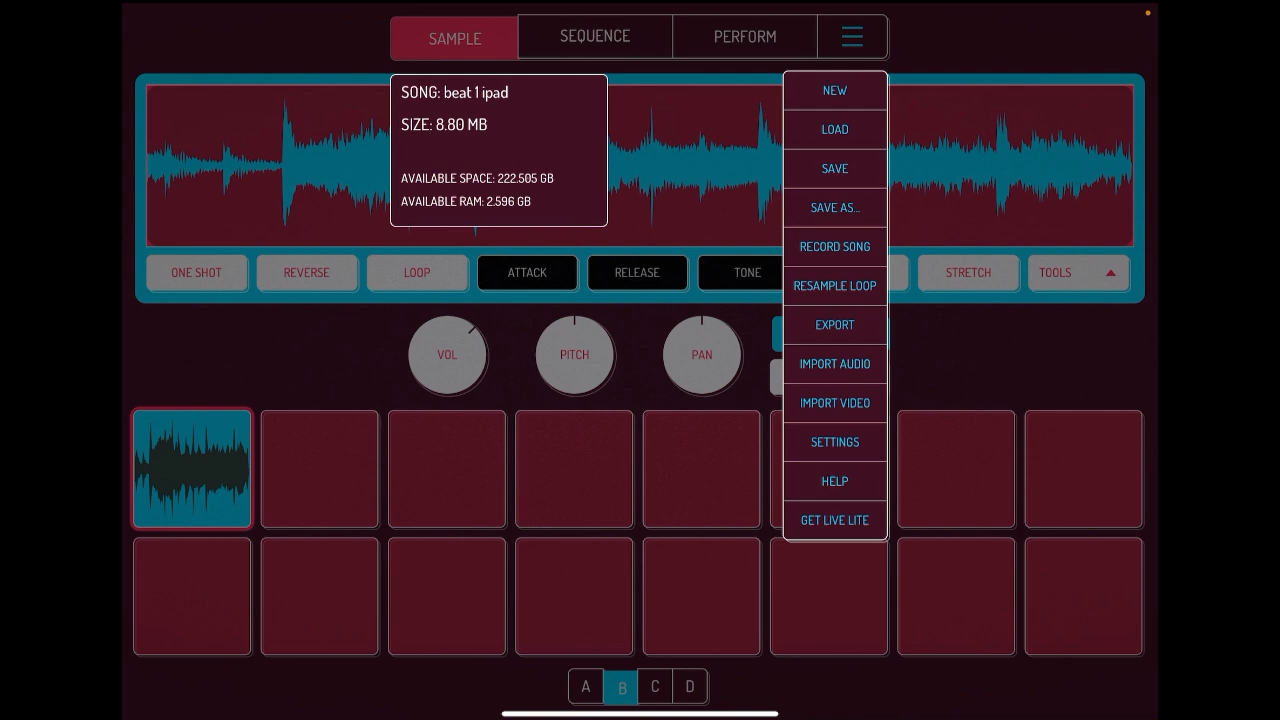 SAMPLE
SEQUENCE
PERFORM
SONG: beat 1 ipad
SIZE: 8.80 MB
AVAILABLE SPACE: 222.505 GB
AVAILABLE RAM: 2.596 GB
NEW
LOAD
SAVE
SAVE AS...
RECORD SONG
RESAMPLE LOOP
EXPORT
IMPORT AUDIO
IMPORT VIDEO
SETTINGS
HELP
GET LIVE LITE
ONE SHOT
REVERSE
LOOP
ATTACK
RELEASE
TONE
STRETCH
TOOLS
VOL
PITCH
PAN
A
B
C
D